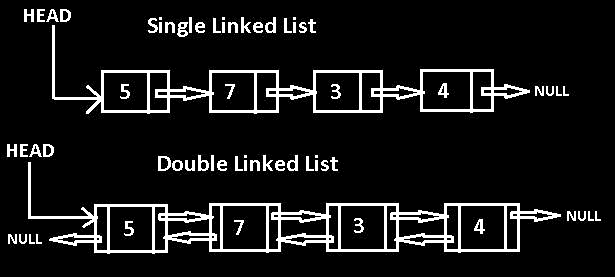 HEAD
Single Linked List
5 7 3 4 NULL
HEAD
Double Linked List
NULL 5 7 3 4 NULL